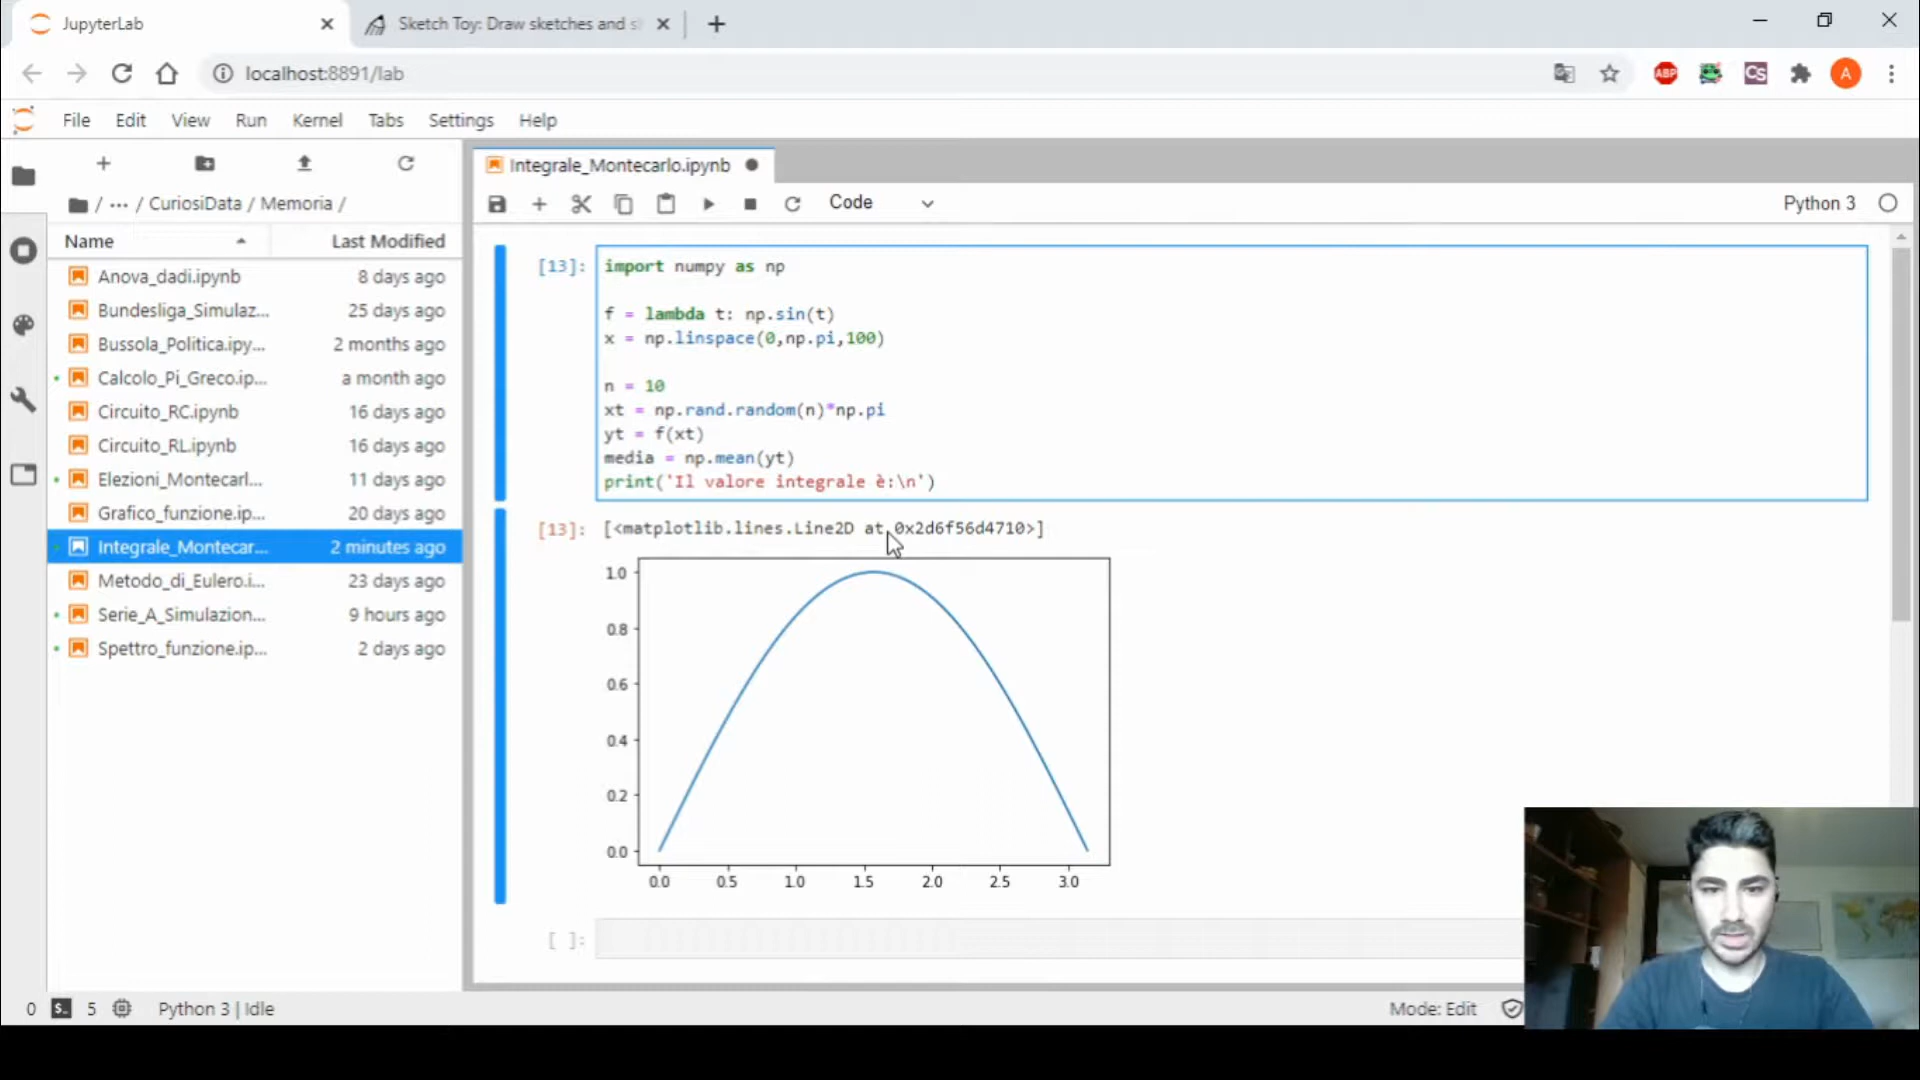 JupyterLab
Sketch Toy: Draw sketches and s
localhost:8891/lab
ABP
CS
A
File Edit View Run Kernel Tabs Settings Help
/ ··· / CuriosiData / Memoria /
Name Last Modified
Anova_dadi.ipynb 8 days ago
Bundesliga_Simulaz... 25 days ago
Bussola_Politica.ipy... 2 months ago
Calcolo_Pi_Greco.ip... a month ago
Circuito_RC.ipynb 16 days ago
Circuito_RL.ipynb 16 days ago
Elezioni_Montecarl... 11 days ago
Grafico_funzione.ip... 20 days ago
Integrale_Montecar... 2 minutes ago
Metodo_di_Eulero.i... 23 days ago
Serie_A_Simulazion... 9 hours ago
Spettro_funzione.ip... 2 days ago
Integrale_Montecarlo.ipynb
Code
Python 3
[13]:
import numpy as np
f = lambda t: np.sin(t)
x = np.linspace(0,np.pi,100)
n = 10
xt = np.rand.random(n)*np.pi
yt = f(xt)
media = np.mean(yt)
print('Il valore integrale è:\n')
[13]: [<matplotlib.lines.Line2D at 0x2d6f56d4710>]
1.0
0.8
0.6
0.4
0.2
0.0
0.0 0.5 1.0 1.5 2.0 2.5 3.0
[ ]:
0 5 Python 3 | Idle
Mode: Edit